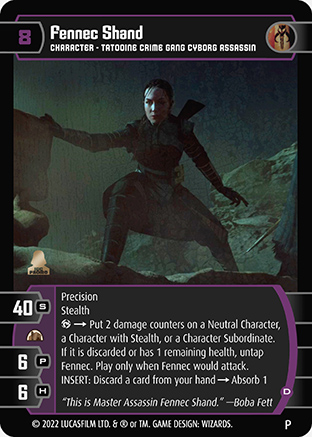 8
Fennec Shand
CHARACTER - TATOOINE CRIME GANG CYBORG ASSASSIN
40 S
6 P
6 H
Precision
Stealth
→ Put 2 damage counters on a Neutral Character,
a Character with Stealth, or a Character Subordinate.
If it is discarded or has 1 remaining health, untap
Fennec. Play only when Fennec would attack.
INSERT: Discard a card from your hand → Absorb 1
D
"This is Master Assassin Fennec Shand." —Boba Fett
© 2022 LUCASFILM LTD. & ® or TM. GAME DESIGN: WIZARDS.
P